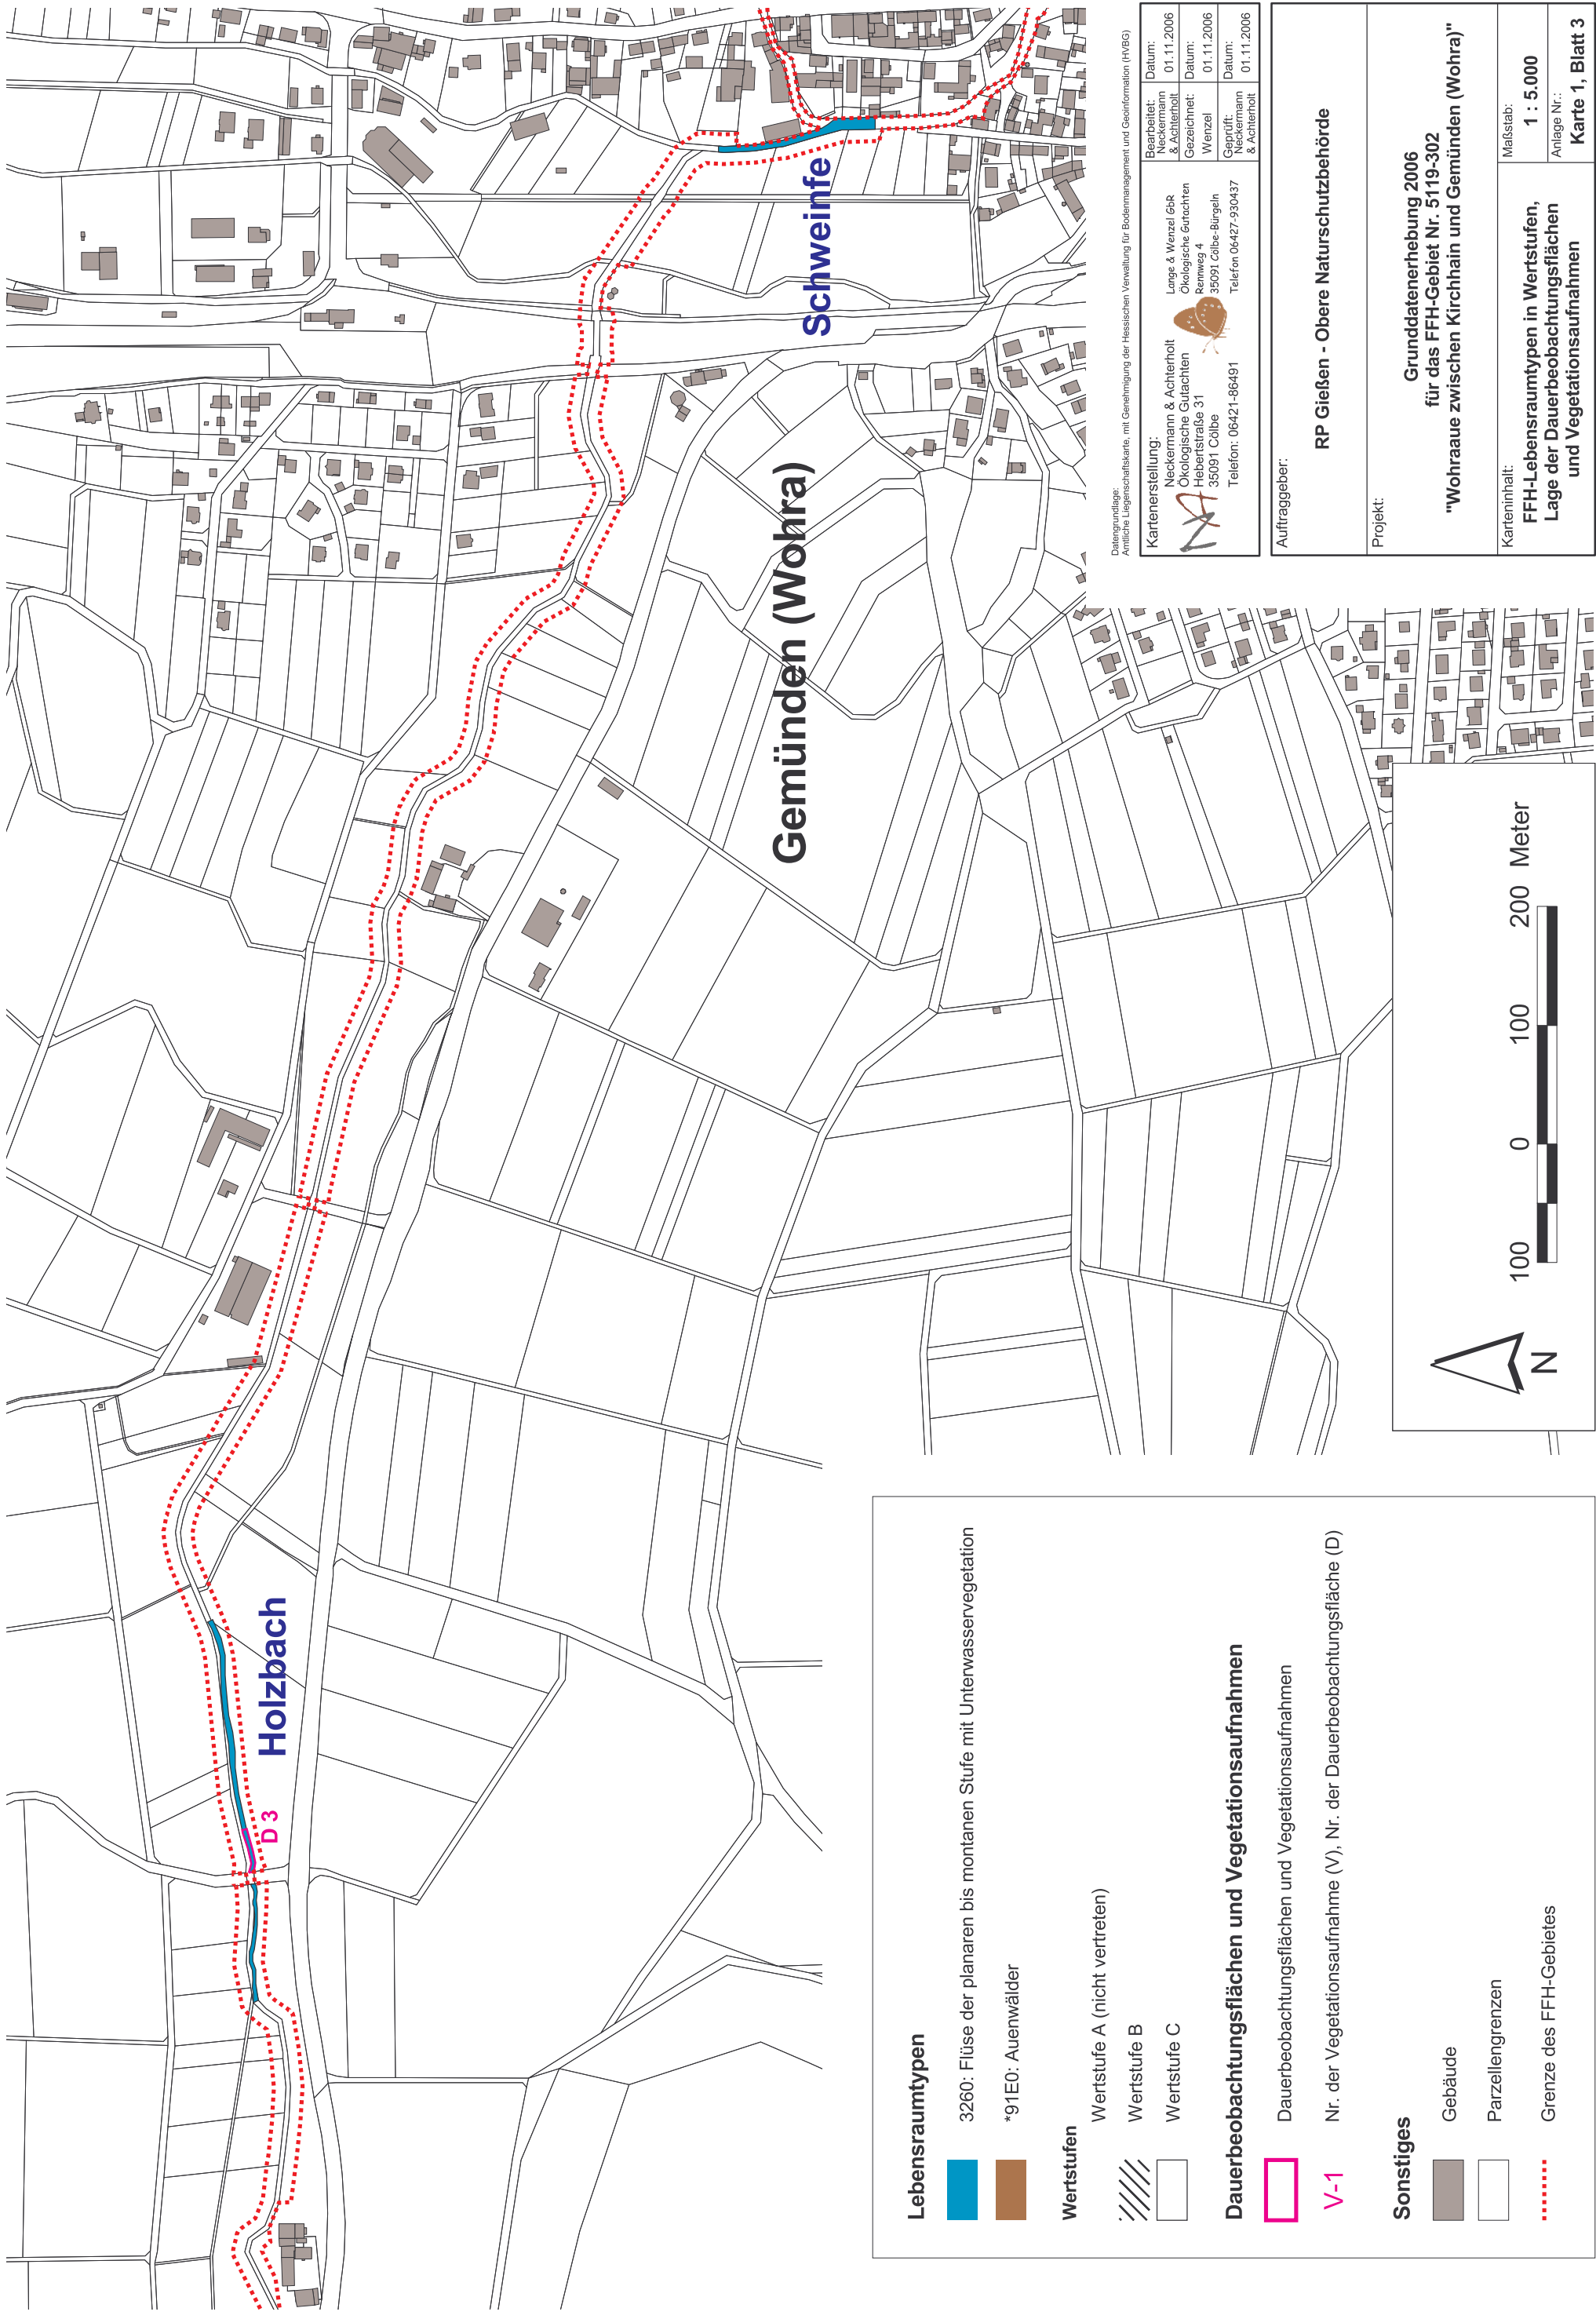 Schweinfe
Gemünden (Wohra)
Holzbach
D 3
Lebensraumtypen
3260: Flüse der planaren bis montanen Stufe mit Unterwasservegetation
*91E0: Auenwälder
Wertstufen
Wertstufe A (nicht vertreten)
Wertstufe B
Wertstufe C
Dauerbeobachtungsflächen und Vegetationsaufnahmen
Dauerbeobachtungsflächen und Vegetationsaufnahmen
V-1
Nr. der Vegetationsaufnahme (V), Nr. der Dauerbeobachtungsfläche (D)
Sonstiges
Gebäude
Parzellengrenzen
Grenze des FFH-Gebietes
N
100 0 100 200 Meter
Datengrundlage:
Amtliche Liegenschaftskarte, mit Genehmigung der Hessischen Verwaltung für Bodenmanagement und Geoinformation (HVBG)
Kartenerstellung:
Neckermann & Achterholt
Ökologische Gutachten
Hebertstraße 31
35091 Cölbe
Telefon: 06421-86491
Lange & Wenzel GbR
Ökologische Gutachten
Rennweg 4
35091 Cölbe-Bürgeln
Telefon 06427-930437
Bearbeitet:
Neckermann
& Achterholt
Datum:
01.11.2006
Gezeichnet:
Wenzel
Datum:
01.11.2006
Geprüft:
Neckermann
& Achterholt
Datum:
01.11.2006
Auftraggeber:
RP Gießen - Obere Naturschutzbehörde
Projekt:
Grunddatenerhebung 2006
für das FFH-Gebiet Nr. 5119-302
"Wohraaue zwischen Kirchhain und Gemünden (Wohra)"
Karteninhalt:
FFH-Lebensraumtypen in Wertstufen,
Lage der Dauerbeobachtungsflächen
und Vegetationsaufnahmen
Maßstab:
1 : 5.000
Anlage Nr.:
Karte 1, Blatt 3